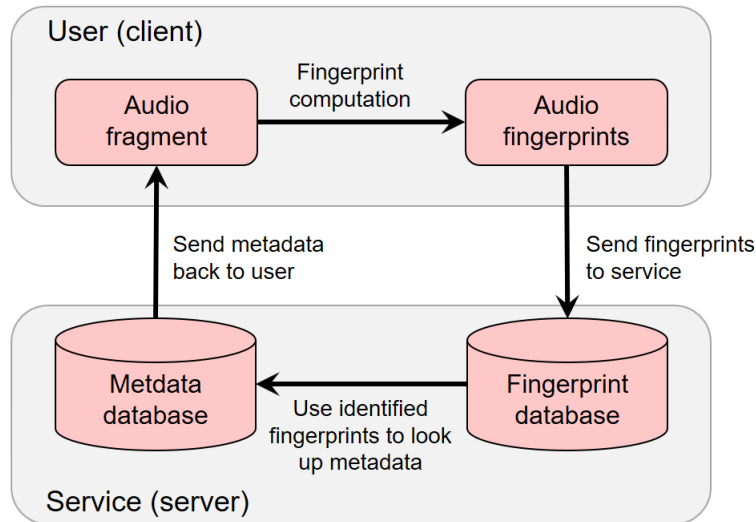 User (client)
Audio
fragment
Fingerprint
computation
Audio
fingerprints
Send metadata
back to user
Send fingerprints
to service
Metdata
database
Use identified
fingerprints to look
up metadata
Fingerprint
database
Service (server)